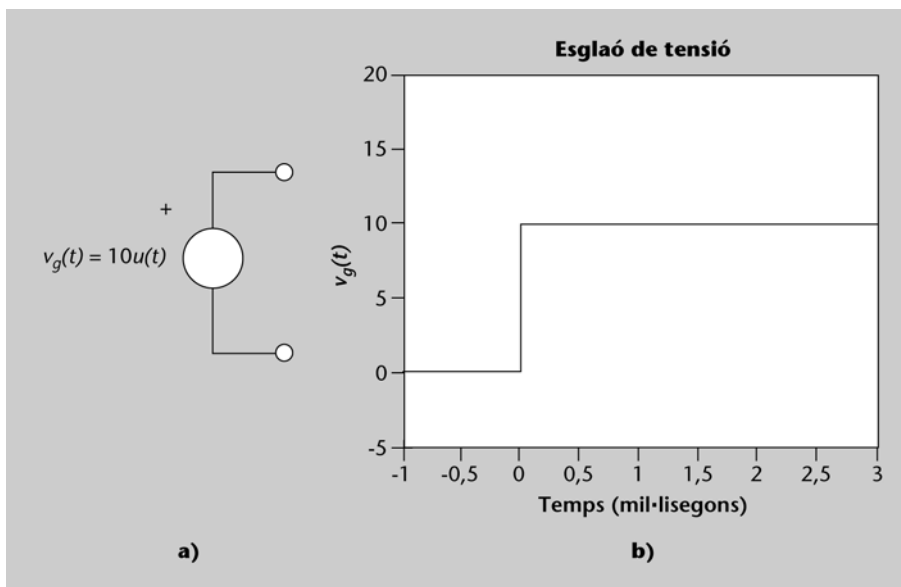 +
v_g(t) = 10u(t)
a)
Esglaó de tensió
v_g(t)
20
15
10
5
0
-5
-1 -0,5 0 0,5 1 1,5 2 2,5 3
Temps (mil·lisegons)
b)